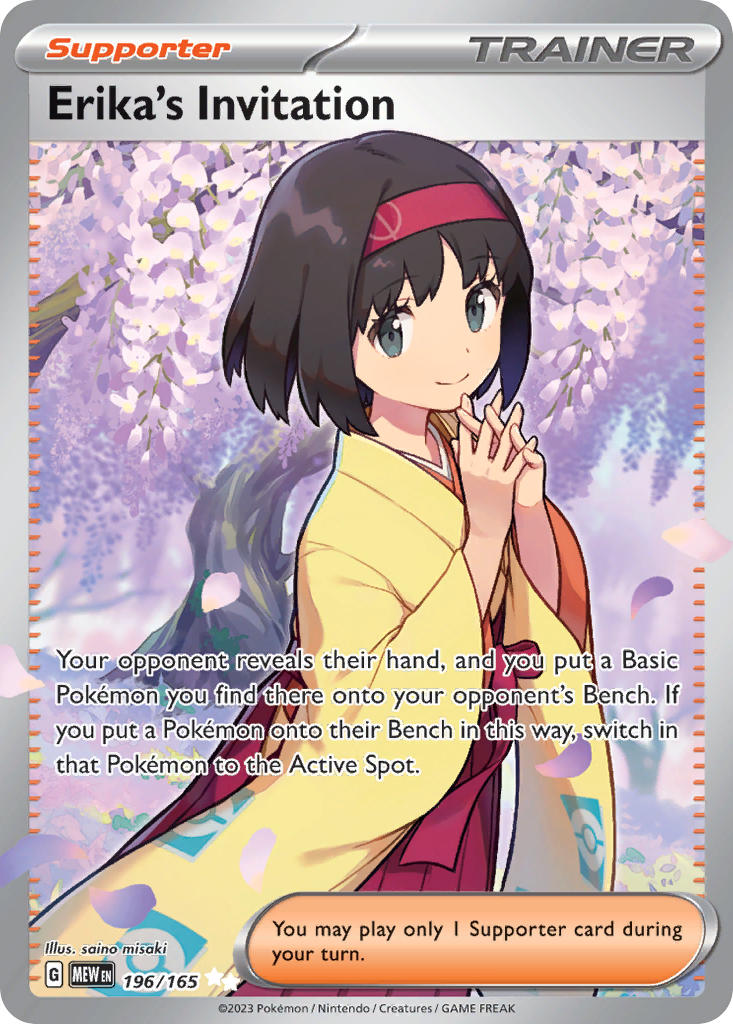 Supporter
TRAINER
Erika's Invitation
Your opponent reveals their hand, and you put a Basic
Pokémon you find there onto your opponent's Bench. If
you put a Pokémon onto their Bench in this way, switch in
that Pokémon to the Active Spot.
You may play only 1 Supporter card during
your turn.
Illus. saino misaki
G MEW EN 196/165
©2023 Pokémon / Nintendo / Creatures / GAME FREAK